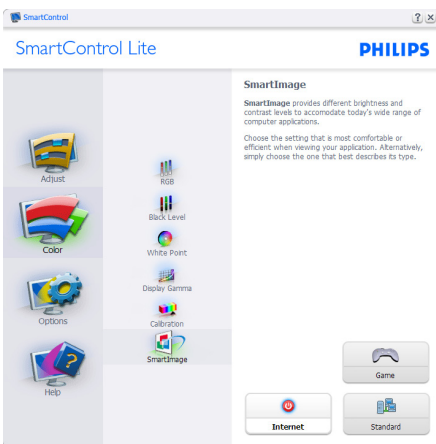 SmartControl
SmartControl Lite
PHILIPS
Adjust
Color
Options
Help
RGB
Black Level
White Point
Display Gamma
Calibration
SmartImage
SmartImage
SmartImage provides different brightness and
contrast levels to accomodate today's wide range of
computer applications.
Choose the setting that is most comfortable or
efficient when viewing your application. Alternatively,
simply choose the one that best describes its type.
Game
Internet
Standard